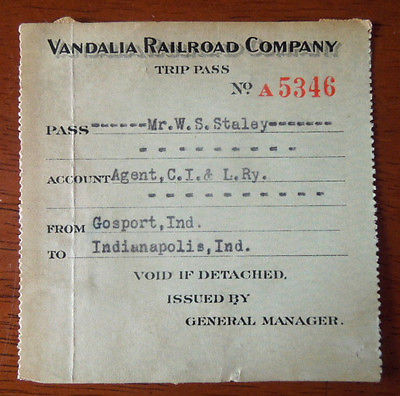 VANDALIA RAILROAD COMPANY
TRIP PASS
No A 5346
PASS ------Mr.W.S.Staley-------
- - - - - - - - -
ACCOUNT Agent,C.I.& L.Ry.
- - - - - - - - - -
FROM Gosport,Ind.
TO Indianapolis,Ind.
VOID IF DETACHED.
ISSUED BY
GENERAL MANAGER.